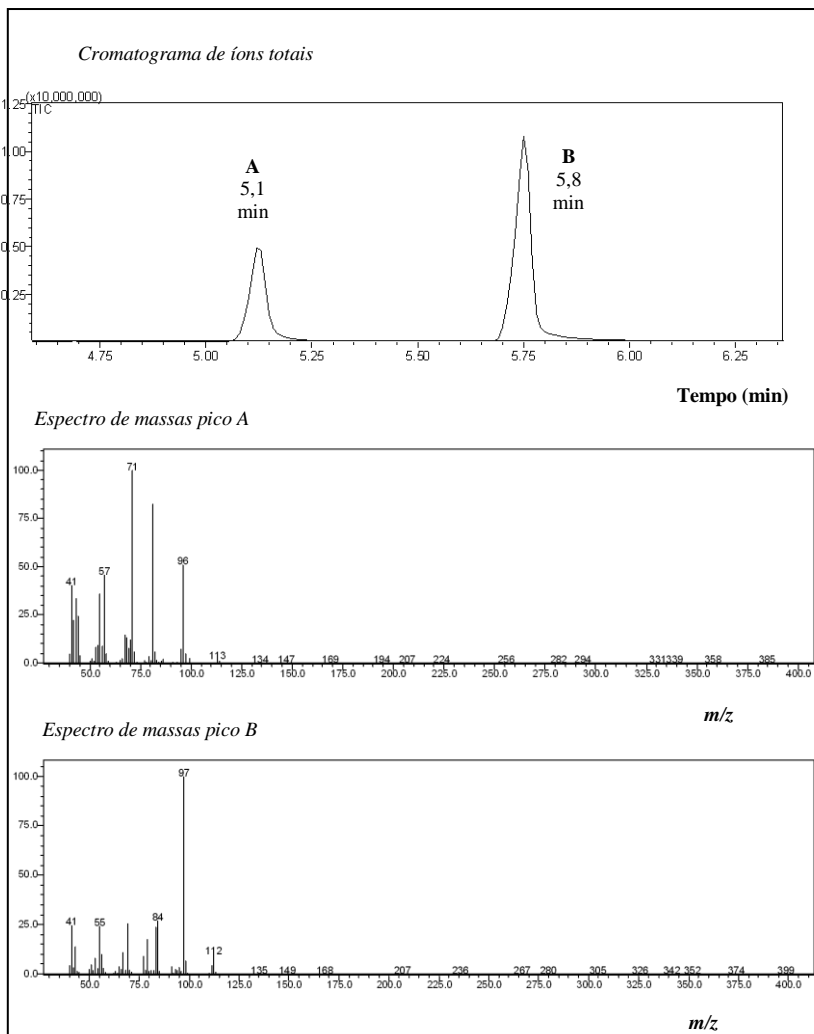 Cromatograma de íons totais
(x10,000,000)
1.25
TIC
1.00
0.75
0.50
0.25
A
5,1
min
B
5,8
min
4.75 5.00 5.25 5.50 5.75 6.00 6.25
Tempo (min)
Espectro de massas pico A
100.0
75.0
50.0
25.0
0.0
71
41 57 96
113 134 147 169 194 207 224 256 282 294 331 339 358 385
50.0 75.0 100.0 125.0 150.0 175.0 200.0 225.0 250.0 275.0 300.0 325.0 350.0 375.0 400.0
m/z
Espectro de massas pico B
100.0
75.0
50.0
25.0
0.0
97
41 55 84
112
135 149 168 207 236 267 280 305 326 342 352 374 399
50.0 75.0 100.0 125.0 150.0 175.0 200.0 225.0 250.0 275.0 300.0 325.0 350.0 375.0 400.0
m/z